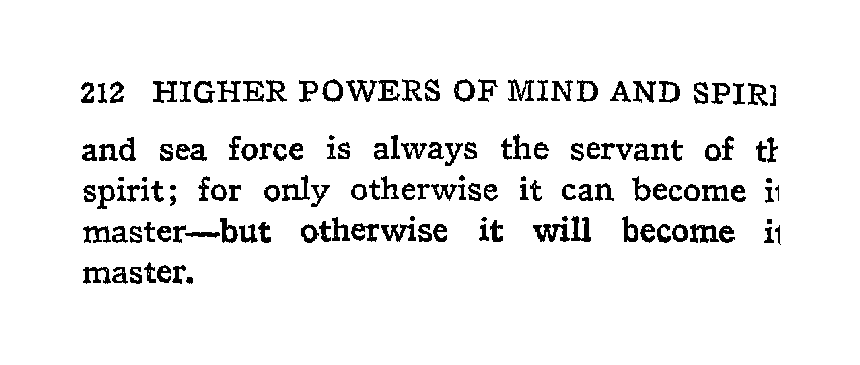 212 HIGHER POWERS OF MIND AND
and sea force is always the servant of
spirit; for only otherwise it can become
master—but otherwise it will become
master.